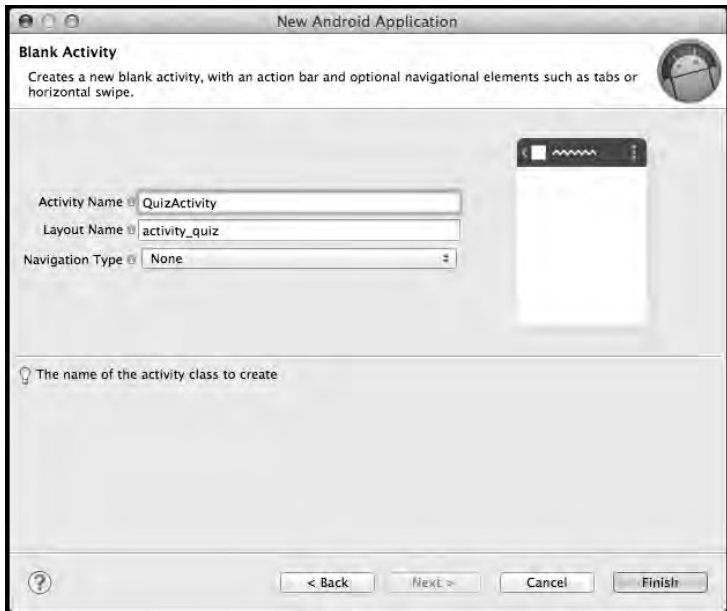 New Android Application
Blank Activity
Creates a new blank activity, with an action bar and optional navigational elements such as tabs or
horizontal swipe.
Activity Name QuizActivity
Layout Name activity_quiz
Navigation Type None
The name of the activity class to create
?
< Back Next > Cancel Finish